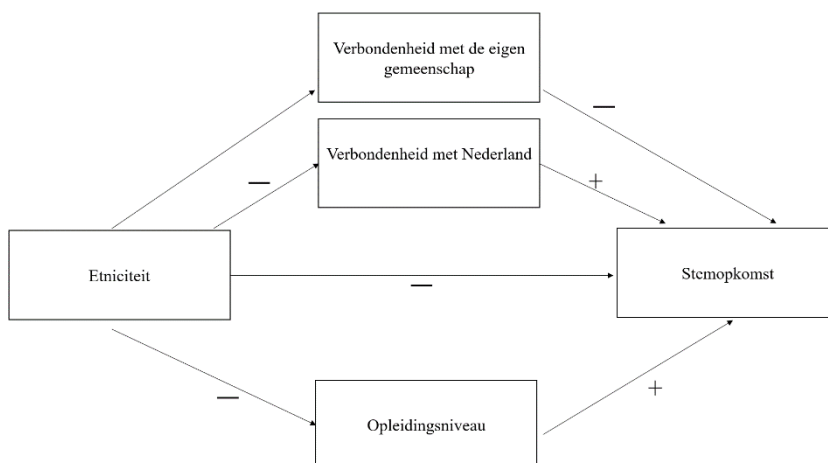 Verbondenheid met de eigen
gemeenschap
—
Verbondenheid met Nederland
—
+
Etniciteit
Stemopkomst
—
—
+
Opleidingsniveau